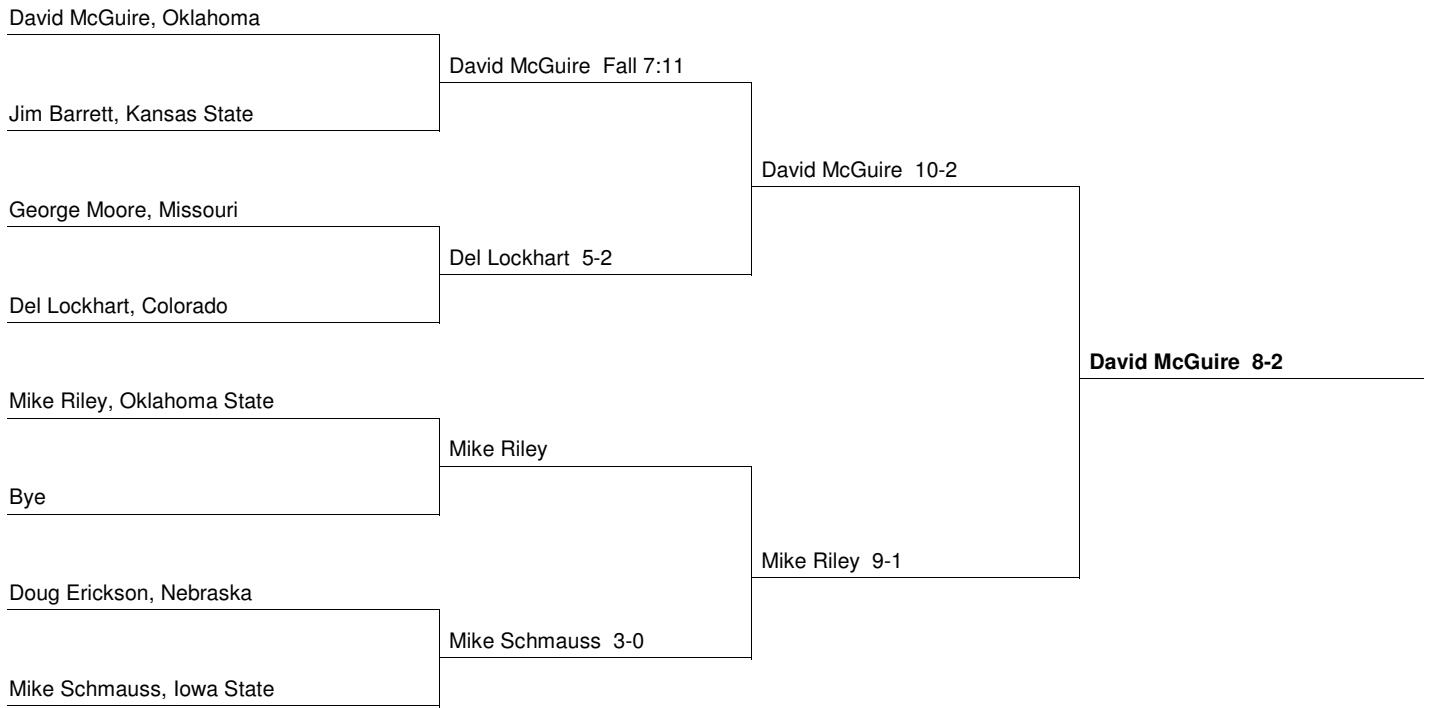 David McGuire, Oklahoma
David McGuire  Fall 7:11
Jim Barrett, Kansas State
David McGuire  10-2
George Moore, Missouri
Del Lockhart  5-2
Del Lockhart, Colorado
David McGuire  8-2
Mike Riley, Oklahoma State
Mike Riley
Bye
Mike Riley  9-1
Doug Erickson, Nebraska
Mike Schmauss  3-0
Mike Schmauss, Iowa State